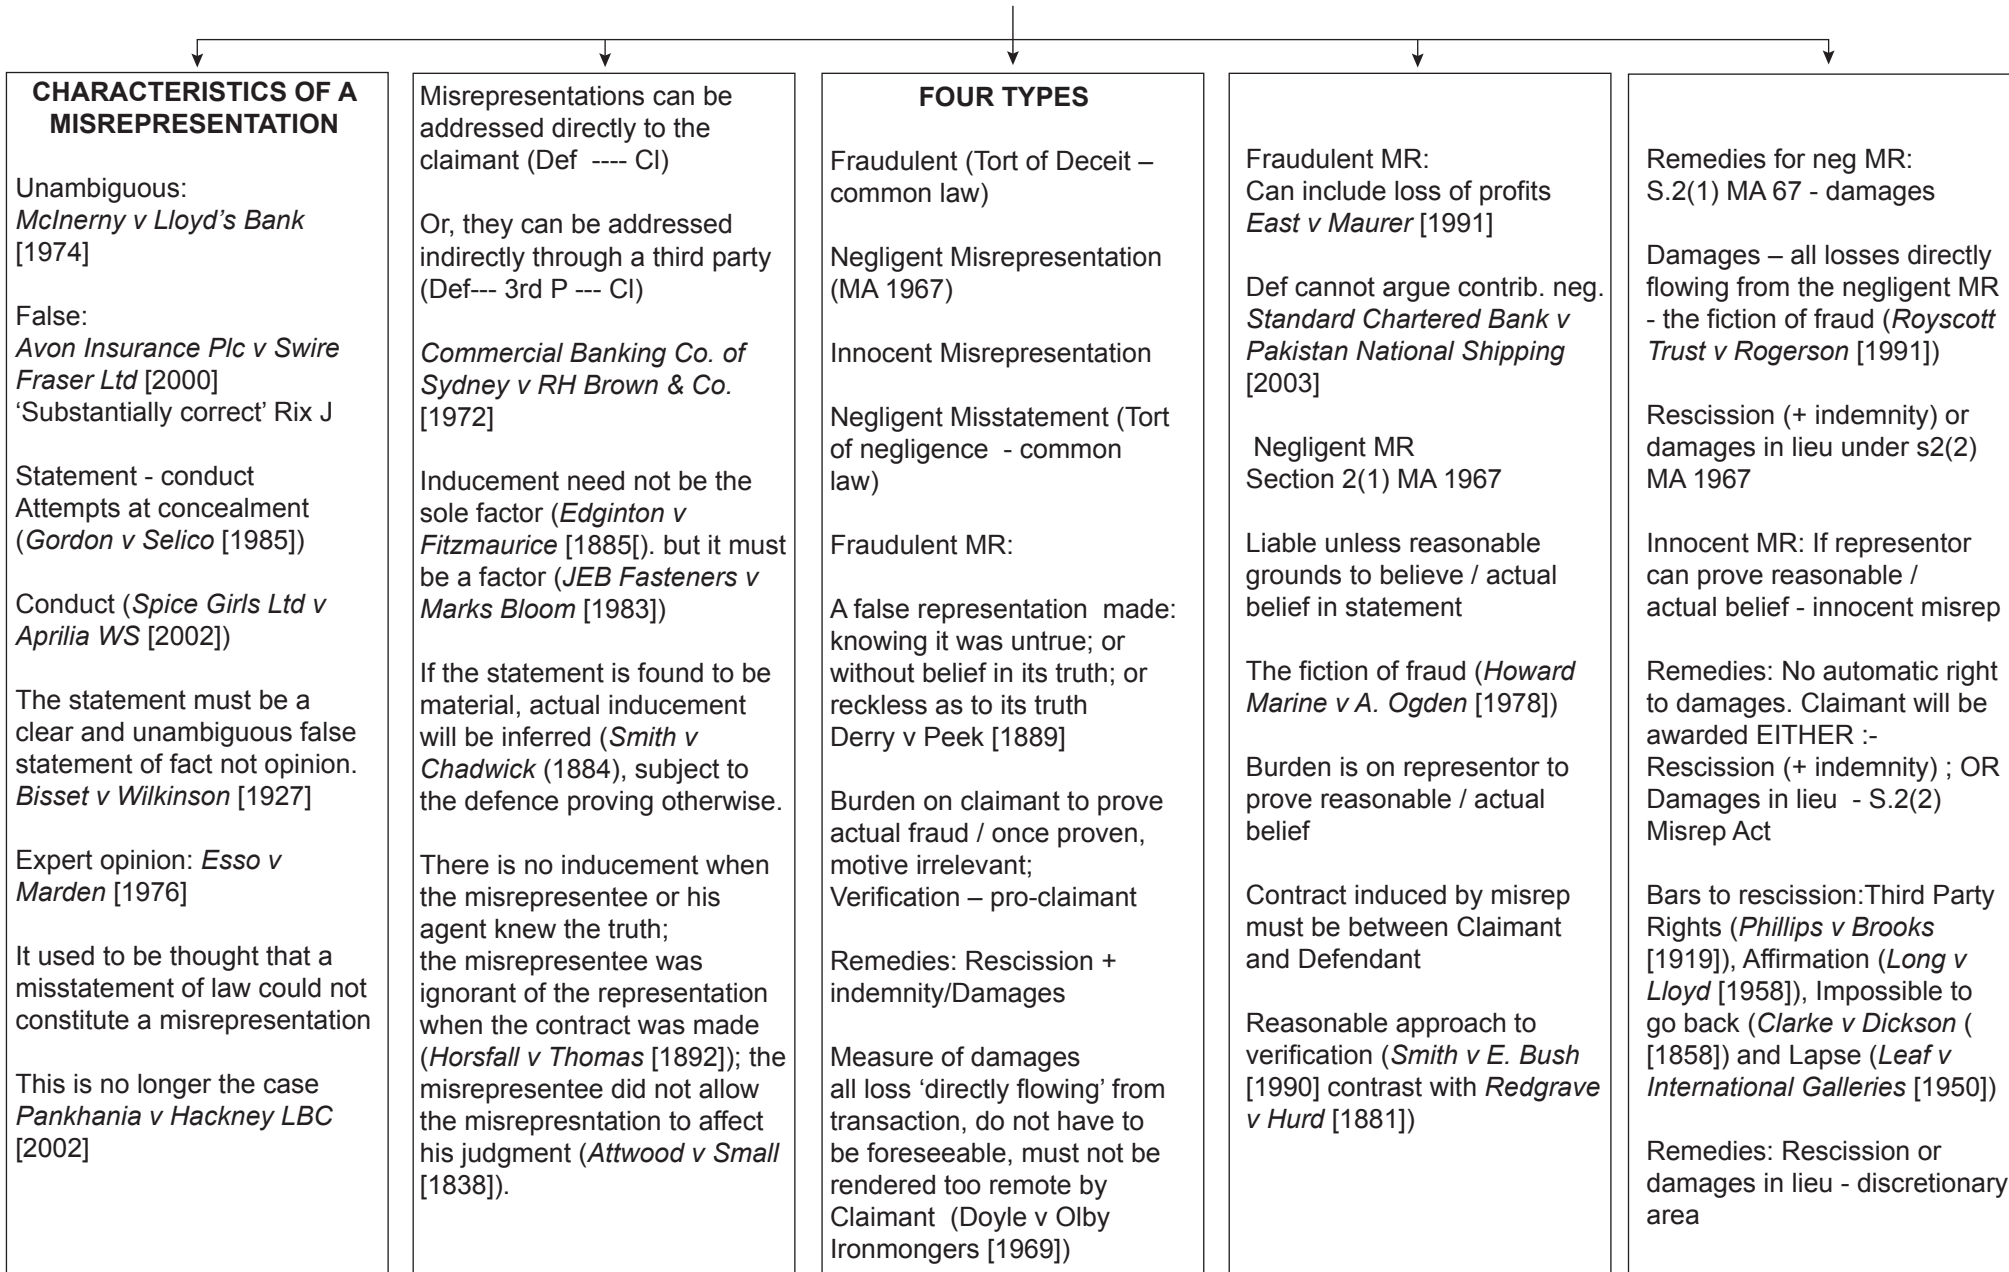 CHARACTERISTICS OF A
MISREPRESENTATION
Unambiguous:
McInerny v Lloyd’s Bank
[1974]
False:
Avon Insurance Plc v Swire
Fraser Ltd [2000]
‘Substantially correct’ Rix J
Statement - conduct
Attempts at concealment
(Gordon v Selico [1985])
Conduct (Spice Girls Ltd v
Aprilia WS [2002])
The statement must be a
clear and unambiguous false
statement of fact not opinion.
Bisset v Wilkinson [1927]
Expert opinion: Esso v
Marden [1976]
It used to be thought that a
misstatement of law could not
constitute a misrepresentation
This is no longer the case
Pankhania v Hackney LBC
[2002]
Misrepresentations can be
addressed directly to the
claimant (Def ---- Cl)
Or, they can be addressed
indirectly through a third party
(Def--- 3rd P --- Cl)
Commercial Banking Co. of
Sydney v RH Brown & Co.
[1972]
Inducement need not be the
sole factor (Edginton v
Fitzmaurice [1885[). but it must
be a factor (JEB Fasteners v
Marks Bloom [1983])
If the statement is found to be
material, actual inducement
will be inferred (Smith v
Chadwick (1884), subject to
the defence proving otherwise.
There is no inducement when
the misrepresentee or his
agent knew the truth;
the misrepresentee was
ignorant of the representation
when the contract was made
(Horsfall v Thomas [1892]); the
misrepresentee did not allow
the misrepresntation to affect
his judgment (Attwood v Small
[1838]).
FOUR TYPES
Fraudulent (Tort of Deceit –
common law)
Negligent Misrepresentation
(MA 1967)
Innocent Misrepresentation
Negligent Misstatement (Tort
of negligence - common
law)
Fraudulent MR:
A false representation made:
knowing it was untrue; or
without belief in its truth; or
reckless as to its truth
Derry v Peek [1889]
Burden on claimant to prove
actual fraud / once proven,
motive irrelevant;
Verification – pro-claimant
Remedies: Rescission +
indemnity/Damages
Measure of damages
all loss ‘directly flowing’ from
transaction, do not have to
be foreseeable, must not be
rendered too remote by
Claimant (Doyle v Olby
Ironmongers [1969])
Fraudulent MR:
Can include loss of profits
East v Maurer [1991]
Def cannot argue contrib. neg.
Standard Chartered Bank v
Pakistan National Shipping
[2003]
Negligent MR
Section 2(1) MA 1967
Liable unless reasonable
grounds to believe / actual
belief in statement
The fiction of fraud (Howard
Marine v A. Ogden [1978])
Burden is on representor to
prove reasonable / actual
belief
Contract induced by misrep
must be between Claimant
and Defendant
Reasonable approach to
verification (Smith v E. Bush
[1990] contrast with Redgrave
v Hurd [1881])
Remedies for neg MR:
S.2(1) MA 67 - damages
Damages – all losses directly
flowing from the negligent MR
- the fiction of fraud (Royscott
Trust v Rogerson [1991])
Rescission (+ indemnity) or
damages in lieu under s2(2)
MA 1967
Innocent MR: If representor
can prove reasonable /
actual belief - innocent misrep
Remedies: No automatic right
to damages. Claimant will be
awarded EITHER :-
Rescission (+ indemnity) ; OR
Damages in lieu - S.2(2)
Misrep Act
Bars to rescission:Third Party
Rights (Phillips v Brooks
[1919]), Affirmation (Long v
Lloyd [1958]), Impossible to
go back (Clarke v Dickson (
[1858]) and Lapse (Leaf v
International Galleries [1950])
Remedies: Rescission or
damages in lieu - discretionary
area